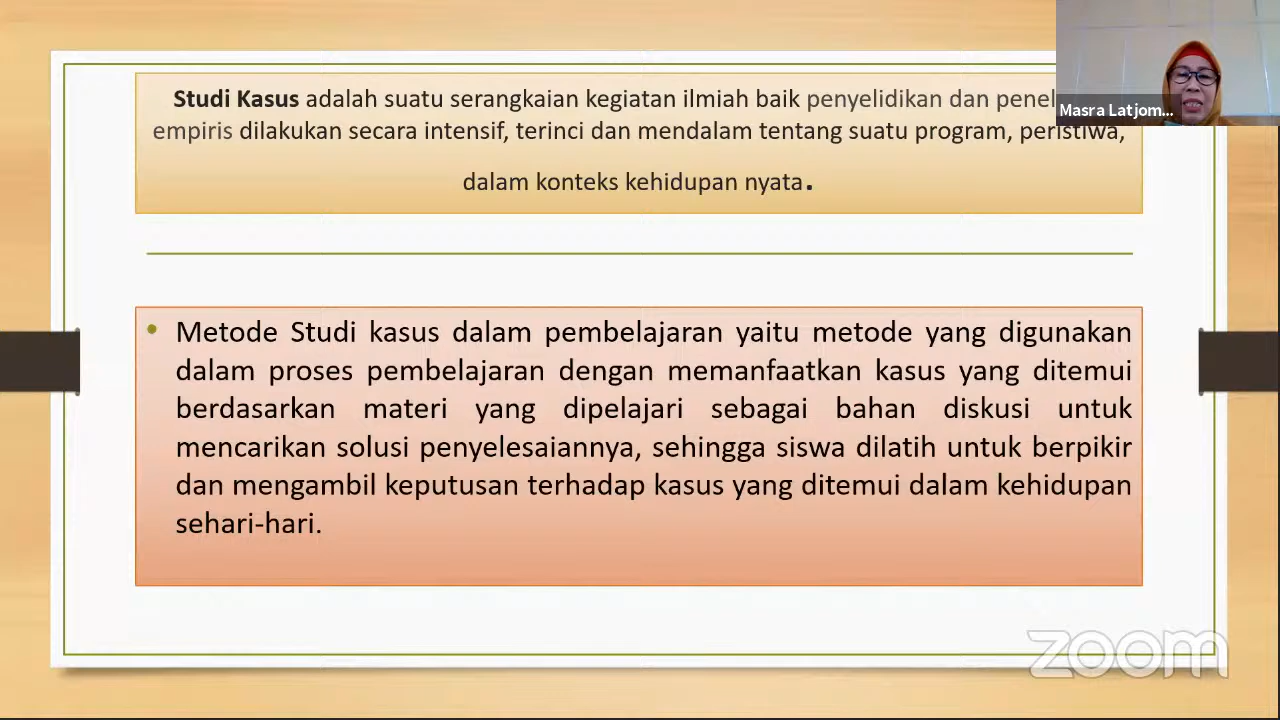 Studi Kasus adalah suatu serangkaian kegiatan ilmiah baik penyelidikan dan
empiris dilakukan secara intensif, terinci dan mendalam tentang suatu program, peristiwa,
dalam konteks kehidupan nyata.
Masra Latjom...
• Metode Studi kasus dalam pembelajaran yaitu metode yang digunakan
dalam proses pembelajaran dengan memanfaatkan kasus yang ditemui
berdasarkan materi yang dipelajari sebagai bahan diskusi untuk
mencarikan solusi penyelesaiannya, sehingga siswa dilatih untuk berpikir
dan mengambil keputusan terhadap kasus yang ditemui dalam kehidupan
sehari-hari.
zoom